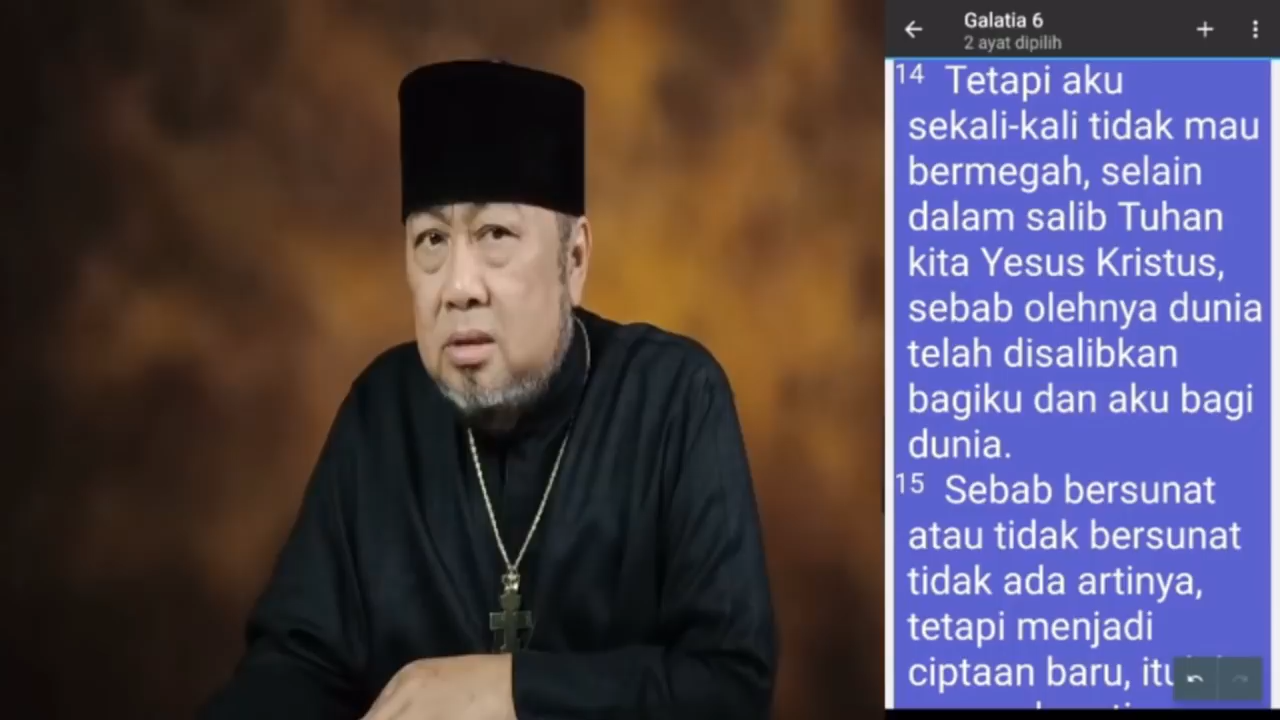 Galatia 6
2 ayat dipilih
14 Tetapi aku
sekali-kali tidak mau
bermegah, selain
dalam salib Tuhan
kita Yesus Kristus,
sebab olehnya dunia
telah disalibkan
bagiku dan aku bagi
dunia.
15 Sebab bersunat
atau tidak bersunat
tidak ada artinya,
tetapi menjadi
ciptaan baru,